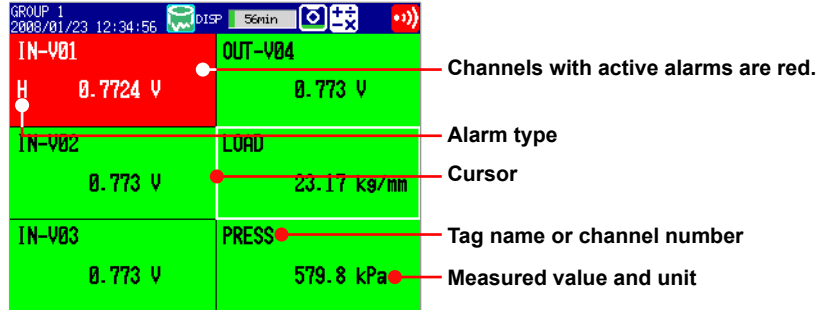 GROUP 1
2008/01/23 12:34:56
DISP
56min
IN-V01
H 0.7724 V
OUT-V04
0.773 V
IN-V02
0.773 V
LOAD
23.17 kg/mm
IN-V03
0.773 V
PRESS
579.8 kPa
Channels with active alarms are red.
Alarm type
Cursor
Tag name or channel number
Measured value and unit